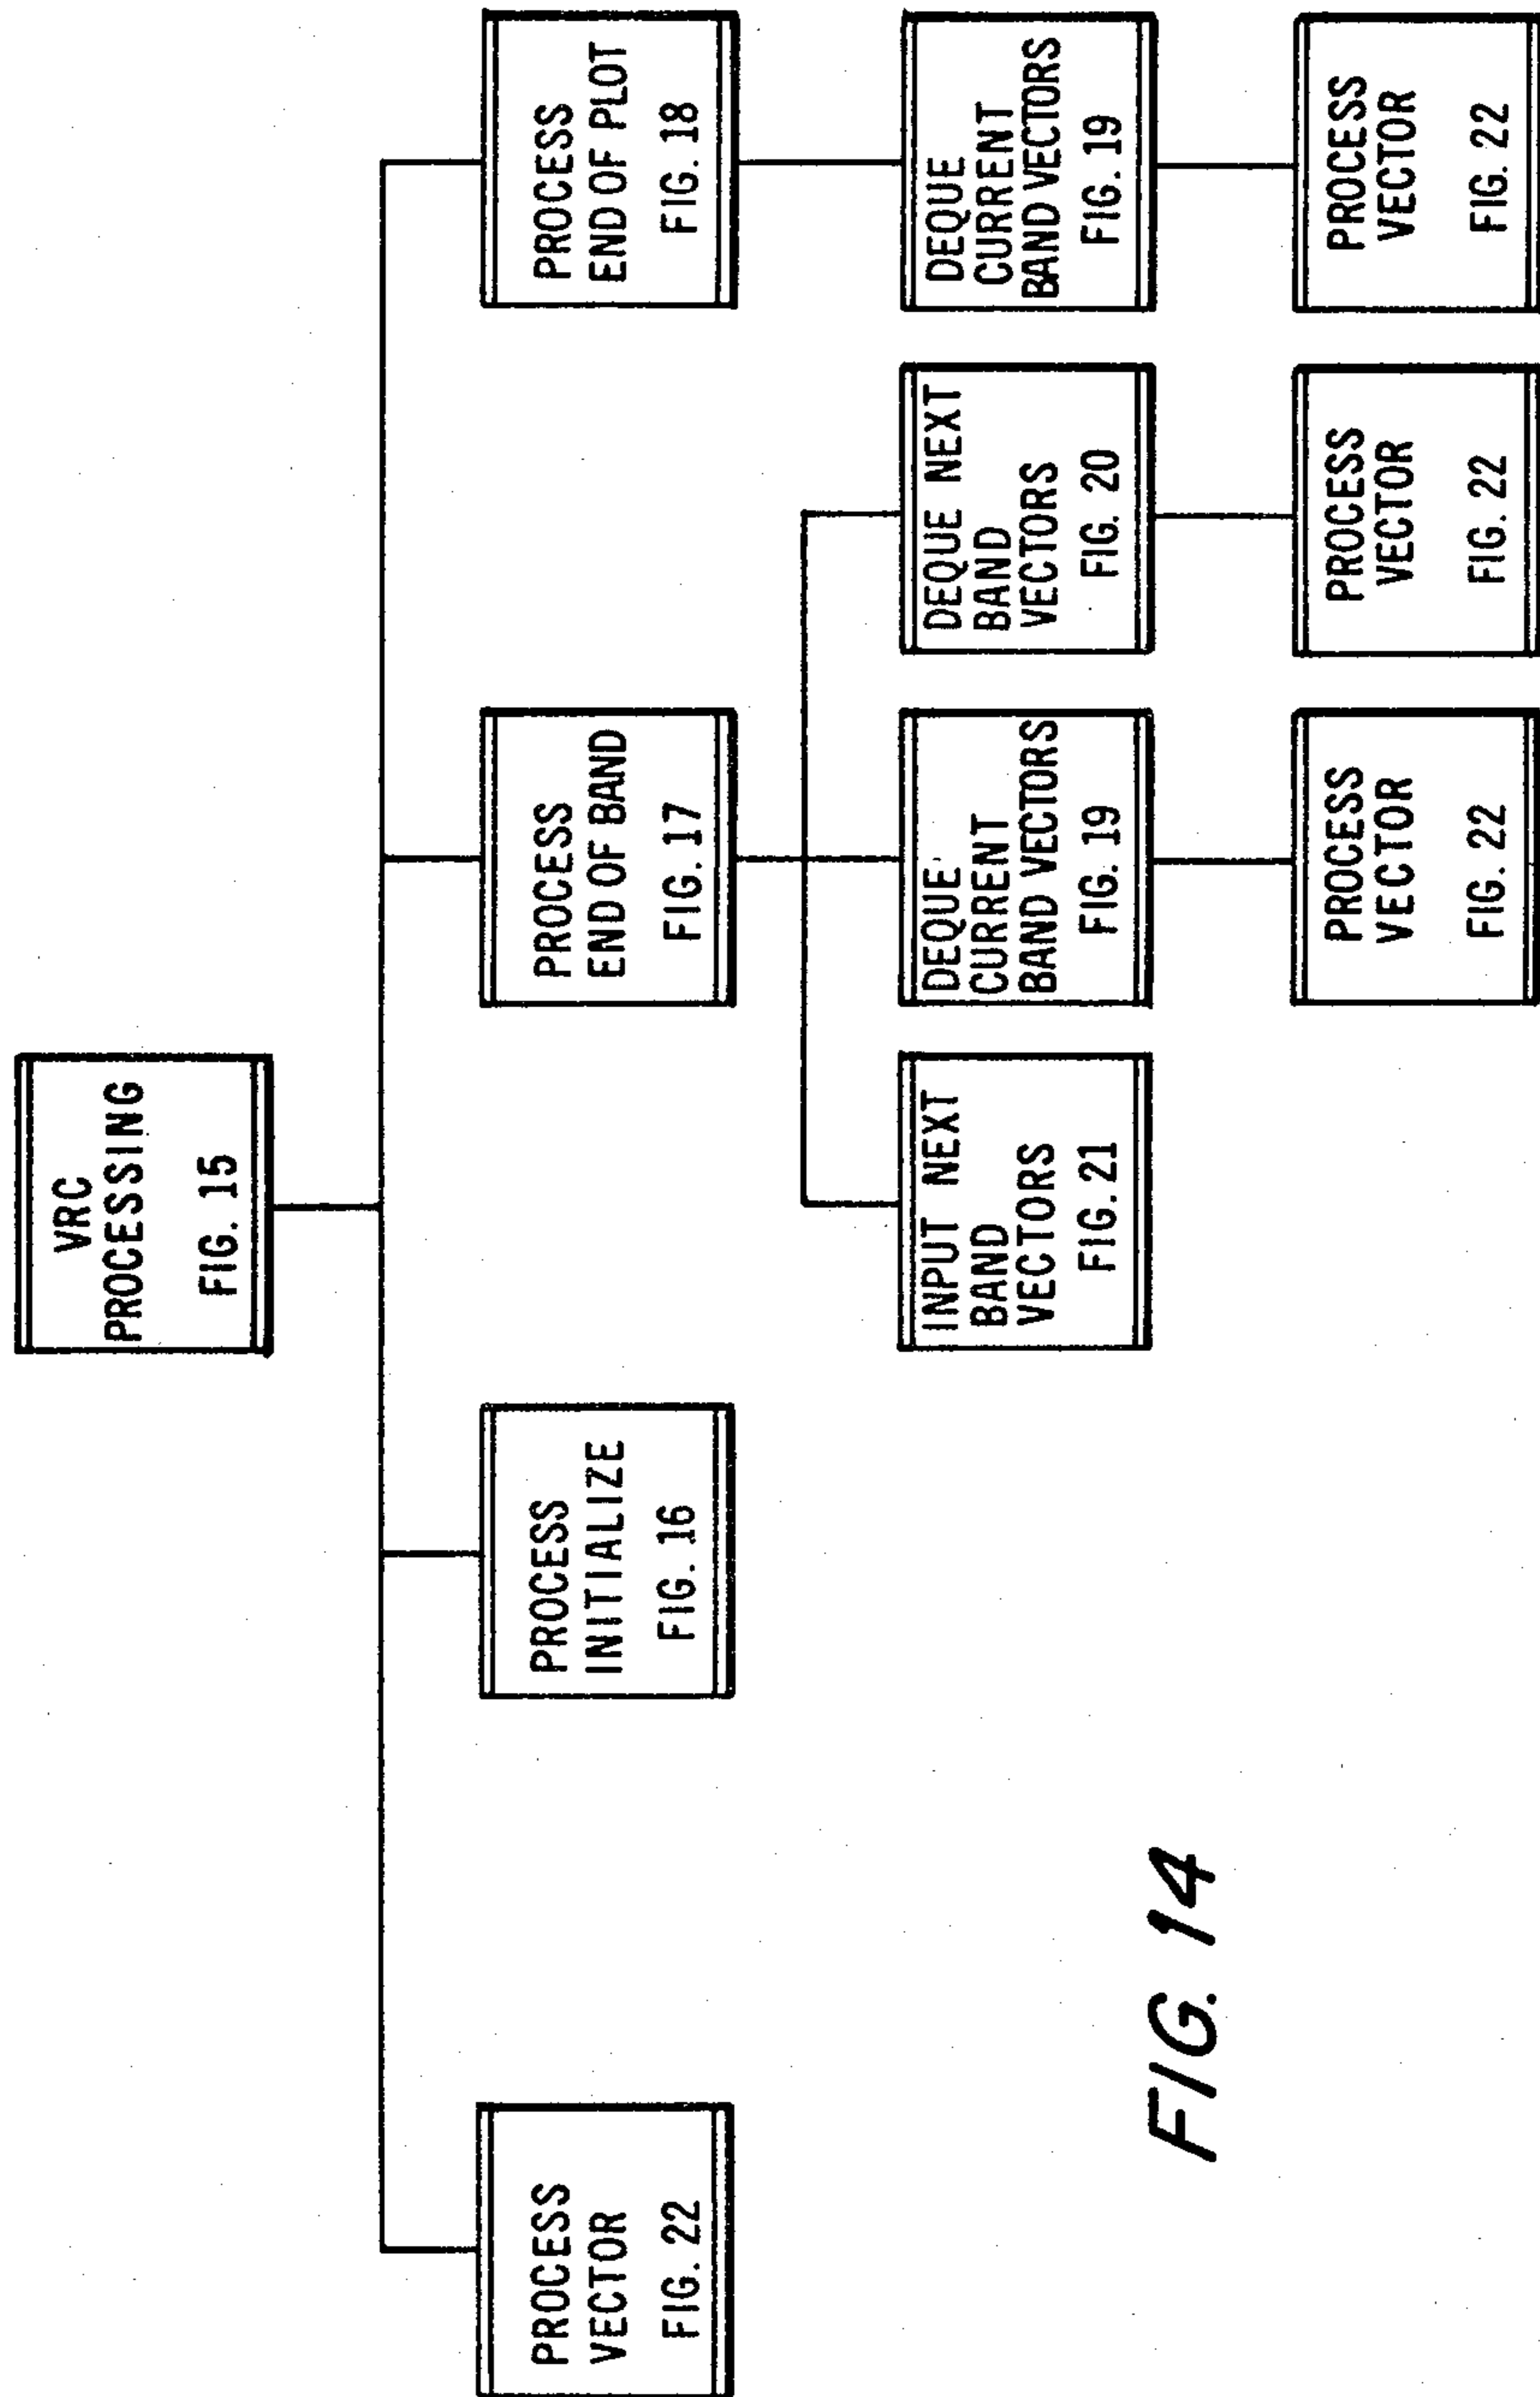 VRC
PROCESSING
FIG. 15
PROCESS
VECTOR
FIG. 22
PROCESS
INITIALIZE
FIG. 16
PROCESS
END OF BAND
FIG. 17
PROCESS
END OF PLOT
FIG. 18
INPUT NEXT
BAND
VECTORS
FIG. 21
DEQUE
CURRENT
BAND VECTORS
FIG. 19
DEQUE NEXT
BAND
VECTORS
FIG. 20
DEQUE
CURRENT
BAND VECTORS
FIG. 19
PROCESS
VECTOR
FIG. 22
PROCESS
VECTOR
FIG. 22
PROCESS
VECTOR
FIG. 22
FIG. 14